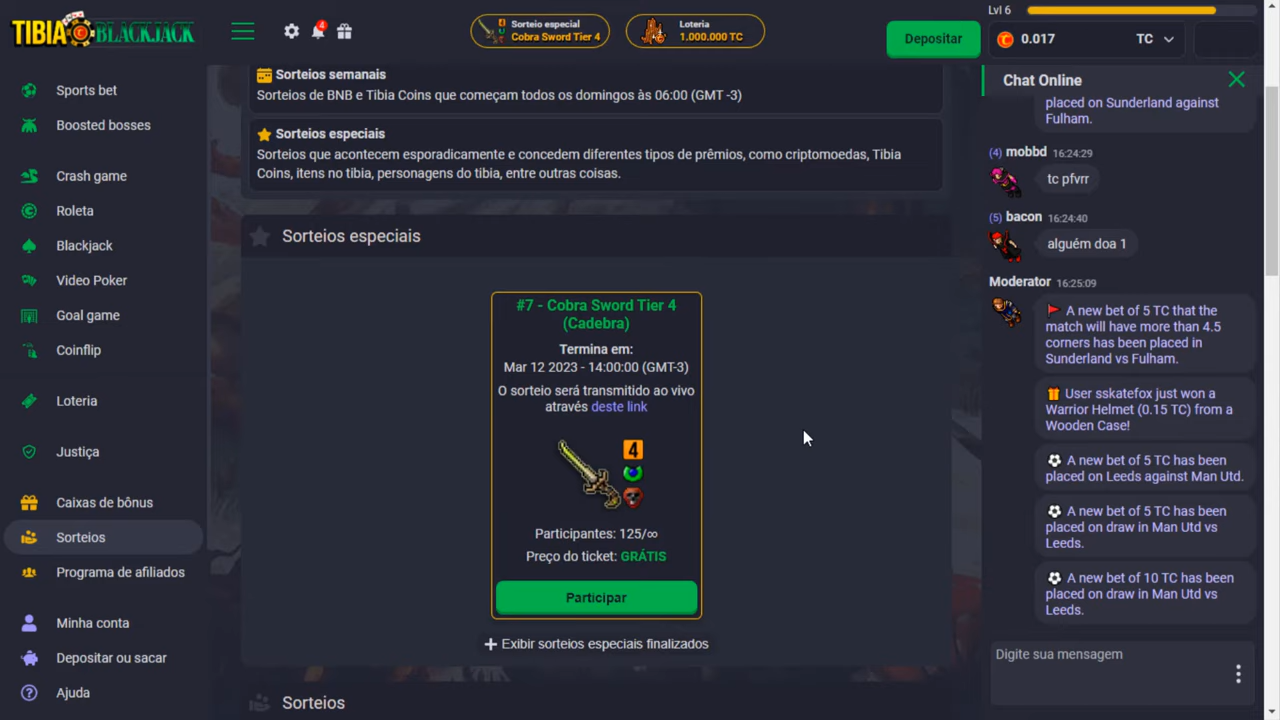 TIBIA BLACKJACK
4
Sorteio especial
Cobra Sword Tier 4
Loteria
1.000.000 TC
Depositar
Lvl 6
0.017
TC
Sports bet
Boosted bosses
Crash game
Roleta
Blackjack
Video Poker
Goal game
Coinflip
Loteria
Justiça
Caixas de bônus
Sorteios
Programa de afiliados
Minha conta
Depositar ou sacar
Ajuda
Sorteios semanais
Sorteios de BNB e Tibia Coins que começam todos os domingos às 06:00 (GMT -3)
Sorteios especiais
Sorteios que acontecem esporadicamente e concedem diferentes tipos de prêmios, como criptomoedas, Tibia
Coins, itens no tibia, personagens do tibia, entre outras coisas.
Sorteios especiais
#7 - Cobra Sword Tier 4
(Cadebra)
Termina em:
Mar 12 2023 - 14:00:00 (GMT-3)
O sorteio será transmitido ao vivo
através deste link
4
Participantes: 125/∞
Preço do ticket: GRÁTIS
Participar
+ Exibir sorteios especiais finalizados
Sorteios
Chat Online
placed on Sunderland against
Fulham.
(4) mobbd 16:24:29
tc pfvrr
(5) bacon 16:24:40
alguém doa 1
Moderator 16:25:09
A new bet of 5 TC that the
match will have more than 4.5
corners has been placed in
Sunderland vs Fulham.
User sskatefox just won a
Warrior Helmet (0.15 TC) from a
Wooden Case!
A new bet of 5 TC has been
placed on Leeds against Man Utd.
A new bet of 5 TC has been
placed on draw in Man Utd vs
Leeds.
A new bet of 10 TC has been
placed on draw in Man Utd vs
Leeds.
Digite sua mensagem